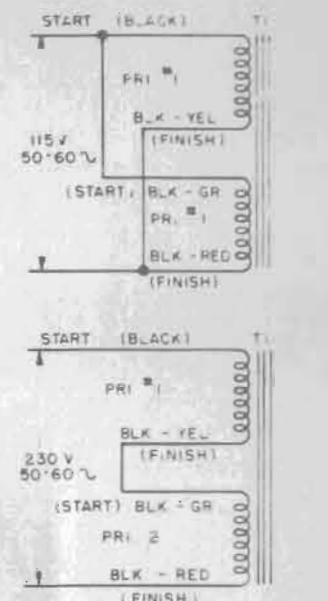 START (BLACK) T1
PRI #1
BLK-YEL
(FINISH)
115 V
50-60 ~
(START) BLK-GR
PRI #1
BLK-RED
(FINISH)
START (BLACK) T1
PRI #1
BLK-YEL
(FINISH)
230 V
50-60 ~
(START) BLK-GR
PRI 2
BLK-RED
(FINISH)